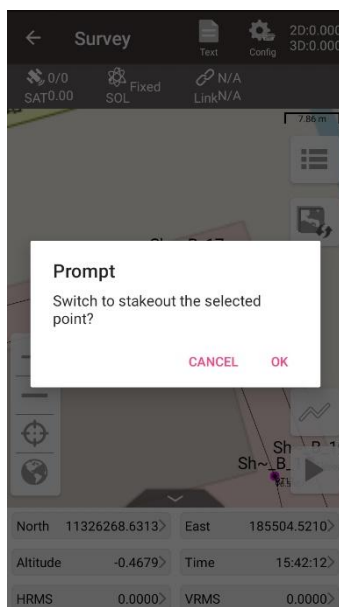 Survey
Text
Config
2D:0.000
3D:0.000
0/0
SAT0.00
Fixed
SOL
N/A
LinkN/A
7.86 m
Prompt
Switch to stakeout the selected
point?
CANCEL
OK
Sh~_B_
North 11326268.6313
East 185504.5210
Altitude -0.4679
Time 15:42:12
HRMS 0.0000
VRMS 0.0000